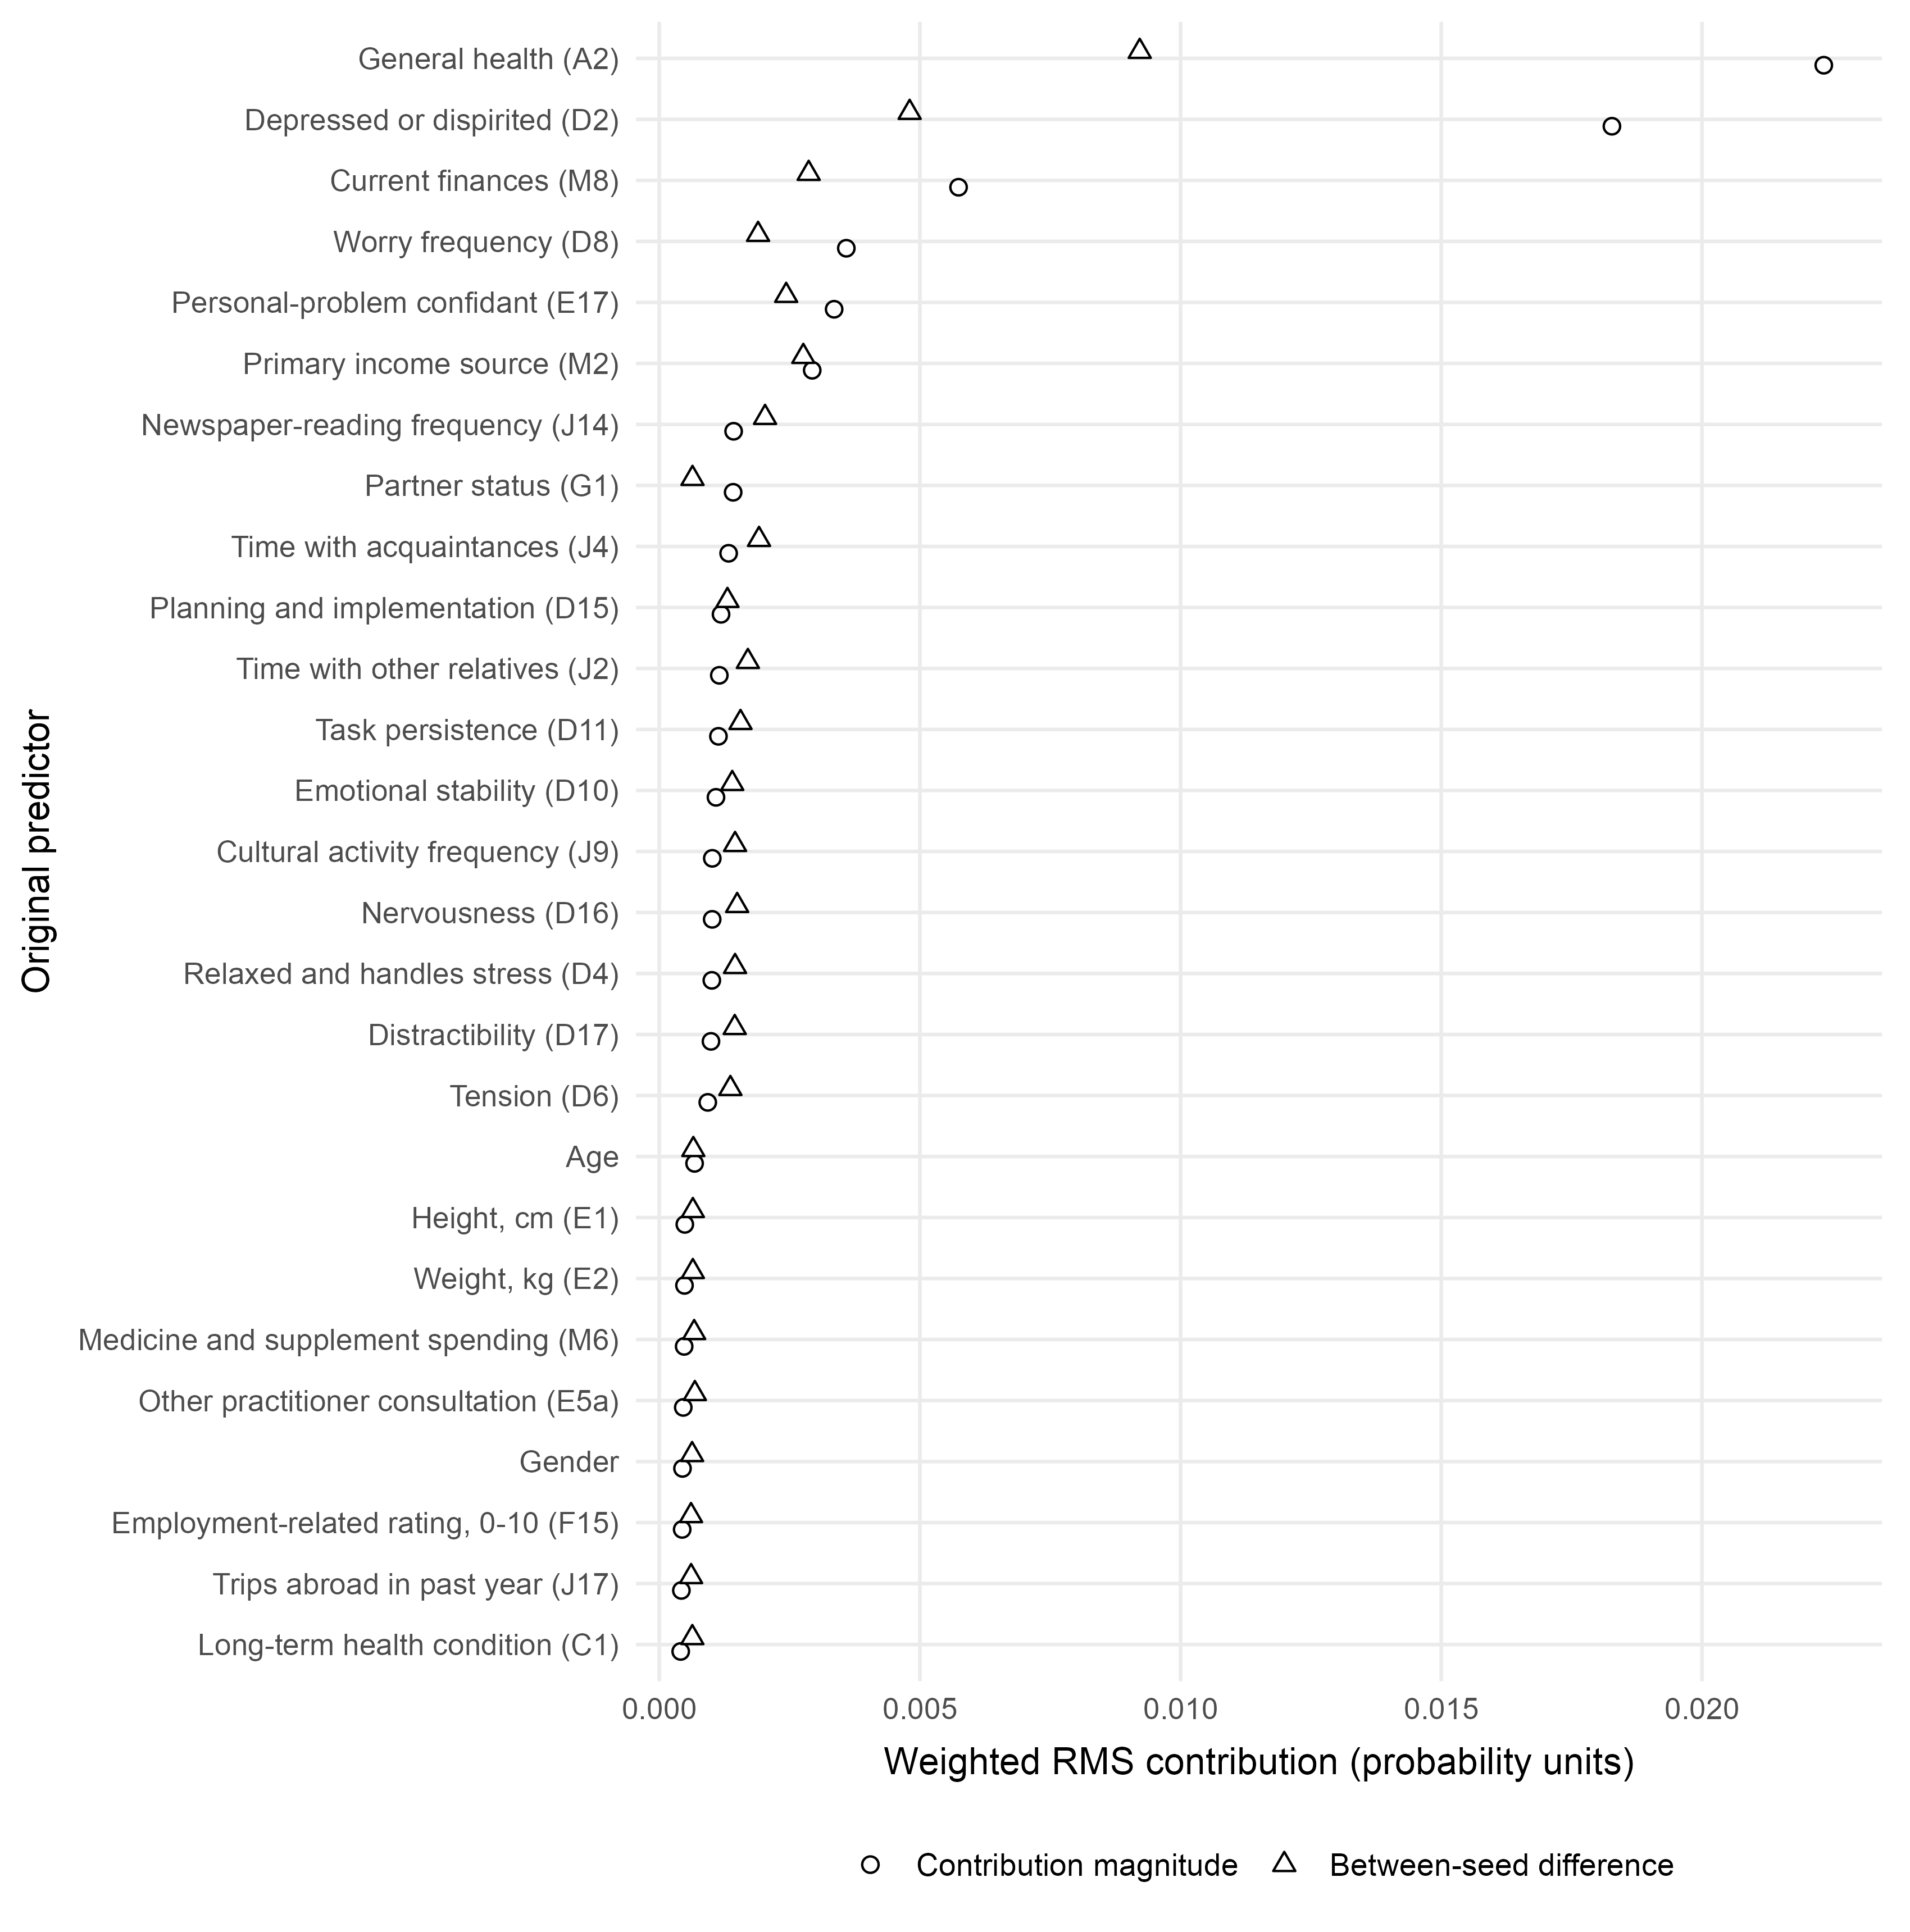 General health (A2)
Depressed or dispirited (D2)
Current finances (M8)
Worry frequency (D8)
Personal-problem confidant (E17)
Primary income source (M2)
Newspaper-reading frequency (J14)
Partner status (G1)
Time with acquaintances (J4)
Planning and implementation (D15)
Time with other relatives (J2)
Task persistence (D11)
Emotional stability (D10)
Cultural activity frequency (J9)
Nervousness (D16)
Relaxed and handles stress (D4)
Distractibility (D17)
Tension (D6)
Age
Height, cm (E1)
Weight, kg (E2)
Medicine and supplement spending (M6)
Other practitioner consultation (E5a)
Gender
Employment-related rating, 0-10 (F15)
Trips abroad in past year (J17)
Long-term health condition (C1)
Original predictor
0.000 0.005 0.010 0.015 0.020
Weighted RMS contribution (probability units)
Contribution magnitude Between-seed difference